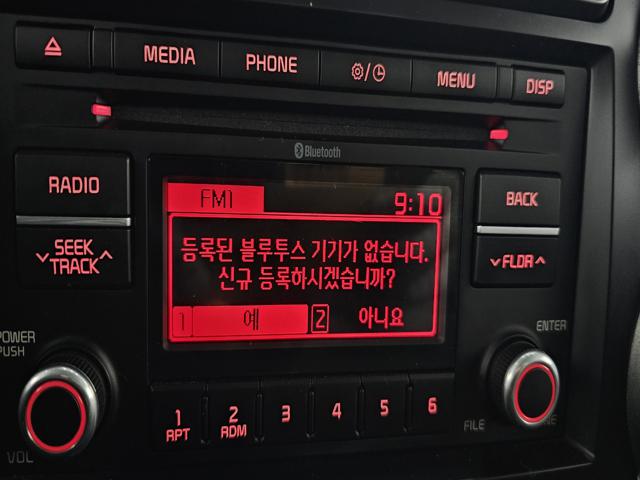 MEDIA
PHONE
MENU
DISP
Bluetooth
RADIO
FM1
9:10
BACK
등록된 블루투스 기기가 없습니다.
신규 등록하시겠습니까?
SEEK
TRACK
FLDR
1 예 2 아니요
POWER
PUSH
ENTER
1 2 3 4 5 6
RPT RDM
FILE
VOL